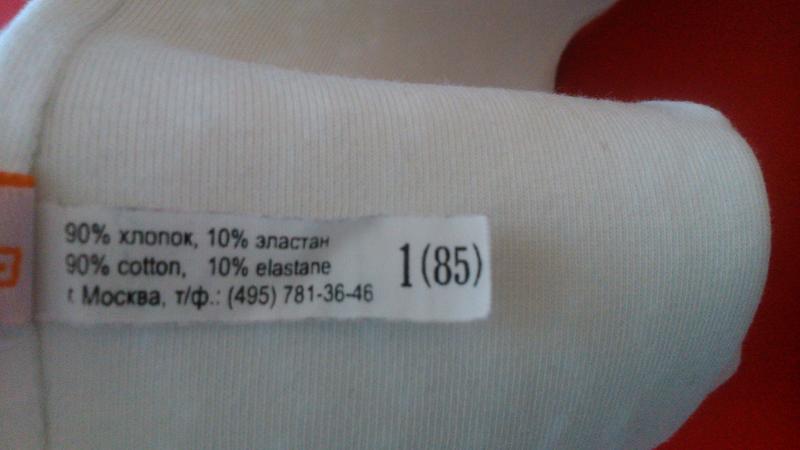 90% хлопок, 10% эластан
90% cotton, 10% elastane
г. Москва, т/ф.: (495) 781-36-46
1(85)